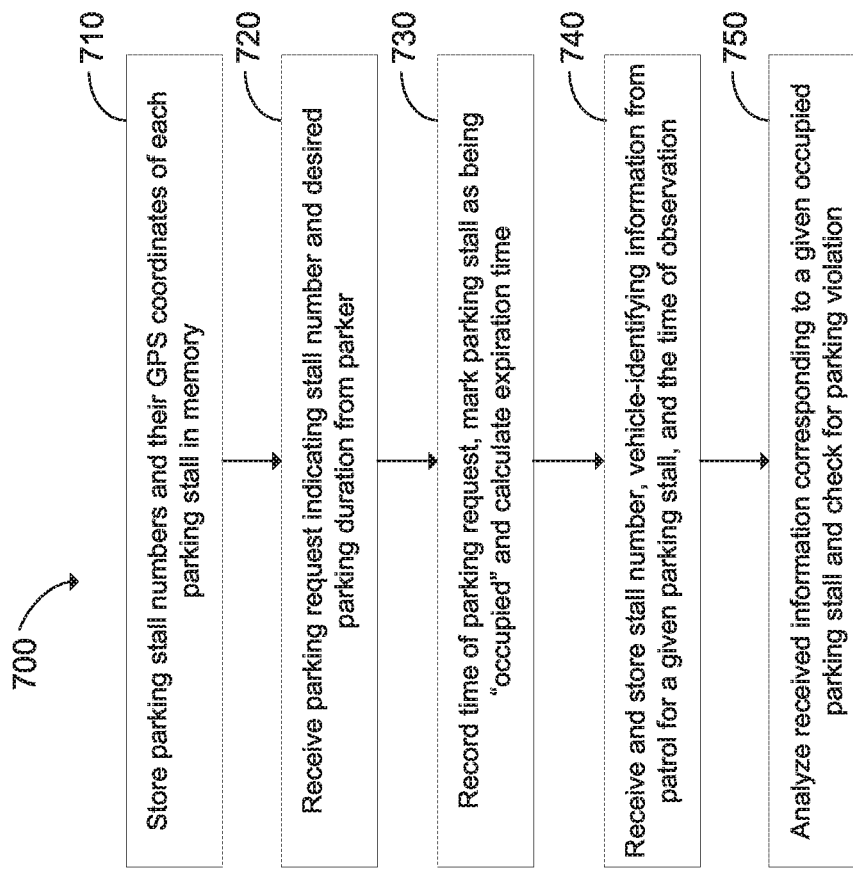 700
710
Store parking stall numbers and their GPS coordinates of each
parking stall in memory
720
Receive parking request indicating stall number and desired
parking duration from parker
730
Record time of parking request, mark parking stall as being
“occupied” and calculate expiration time
740
Receive and store stall number, vehicle-identifying information from
patrol for a given parking stall, and the time of observation
750
Analyze received information corresponding to a given occupied
parking stall and check for parking violation